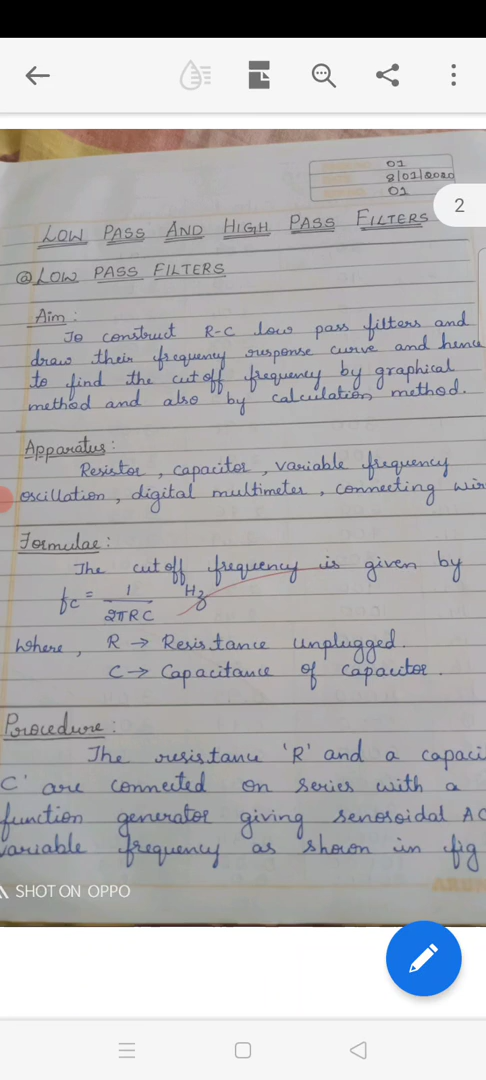 01
8/01/2020
01
2
LOW PASS AND HIGH PASS FILTERS
@ LOW PASS FILTERS
Aim :
To construct R-C low pass filters and
draw their frequency response curve and henc
to find the cut off frequency by graphical
method and also by calculation method.
Apparatus :
Resistor , capacitor , variable frequency
oscillation , digital multimeter , connecting wir
Formulae :
The cut off frequency is given by
fc = 1 / 2πRC Hz
where , R → Resistance unplugged.
C → Capacitance of capacitor .
Procedure :
The resistance 'R' and a capaci
C' are connected on series with a
function generator giving senosoidal AC
variable frequency as shown in fig
SHOT ON OPPO